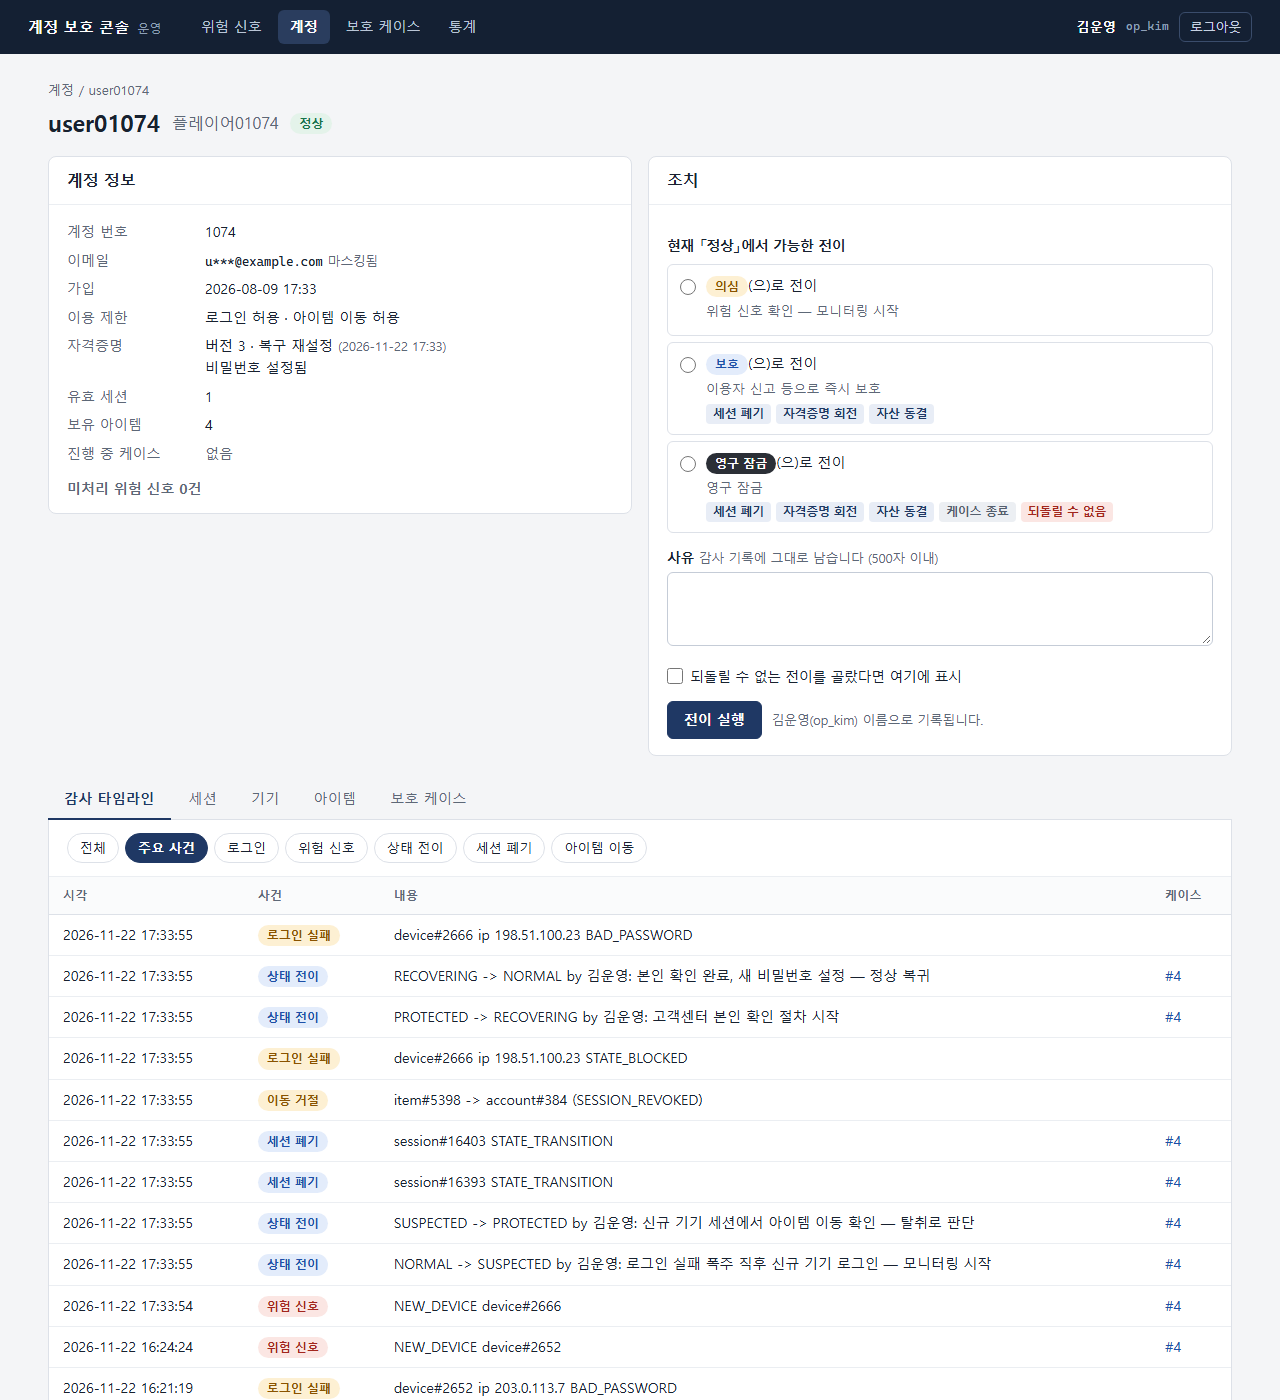 계정 보호 콘솔 운영 위험 신호 계정 보호 케이스 통계 김운영 op_kim 로그아웃
계정 / user01074
user01074 플레이어01074 정상
계정 정보
계정 번호 1074
이메일 u***@example.com 마스킹됨
가입 2026-08-09 17:33
이용 제한 로그인 허용 · 아이템 이동 허용
자격증명 버전 3 · 복구 재설정 (2026-11-22 17:33)
비밀번호 설정됨
유효 세션 1
보유 아이템 4
진행 중 케이스 없음
미처리 위험 신호 0건
조치
현재 「정상」에서 가능한 전이
의심 (으)로 전이
위험 신호 확인 — 모니터링 시작
보호 (으)로 전이
이용자 신고 등으로 즉시 보호
세션 폐기 자격증명 회전 자산 동결
영구 잠금 (으)로 전이
영구 잠금
세션 폐기 자격증명 회전 자산 동결 케이스 종료 되돌릴 수 없음
사유 감사 기록에 그대로 남습니다 (500자 이내)
되돌릴 수 없는 전이를 골랐다면 여기에 표시
전이 실행 김운영(op_kim) 이름으로 기록됩니다.
감사 타임라인 세션 기기 아이템 보호 케이스
전체 주요 사건 로그인 위험 신호 상태 전이 세션 폐기 아이템 이동
시각 사건 내용 케이스
2026-11-22 17:33:55 로그인 실패 device#2666 ip 198.51.100.23 BAD_PASSWORD
2026-11-22 17:33:55 상태 전이 RECOVERING -> NORMAL by 김운영: 본인 확인 완료, 새 비밀번호 설정 — 정상 복귀 #4
2026-11-22 17:33:55 상태 전이 PROTECTED -> RECOVERING by 김운영: 고객센터 본인 확인 절차 시작 #4
2026-11-22 17:33:55 로그인 실패 device#2666 ip 198.51.100.23 STATE_BLOCKED
2026-11-22 17:33:55 이동 거절 item#5398 -> account#384 (SESSION_REVOKED)
2026-11-22 17:33:55 세션 폐기 session#16403 STATE_TRANSITION #4
2026-11-22 17:33:55 세션 폐기 session#16393 STATE_TRANSITION #4
2026-11-22 17:33:55 상태 전이 SUSPECTED -> PROTECTED by 김운영: 신규 기기 세션에서 아이템 이동 확인 — 탈취로 판단 #4
2026-11-22 17:33:55 상태 전이 NORMAL -> SUSPECTED by 김운영: 로그인 실패 폭주 직후 신규 기기 로그인 — 모니터링 시작 #4
2026-11-22 17:33:54 위험 신호 NEW_DEVICE device#2666 #4
2026-11-22 16:24:24 위험 신호 NEW_DEVICE device#2652 #4
2026-11-22 16:21:19 로그인 실패 device#2652 ip 203.0.113.7 BAD_PASSWORD